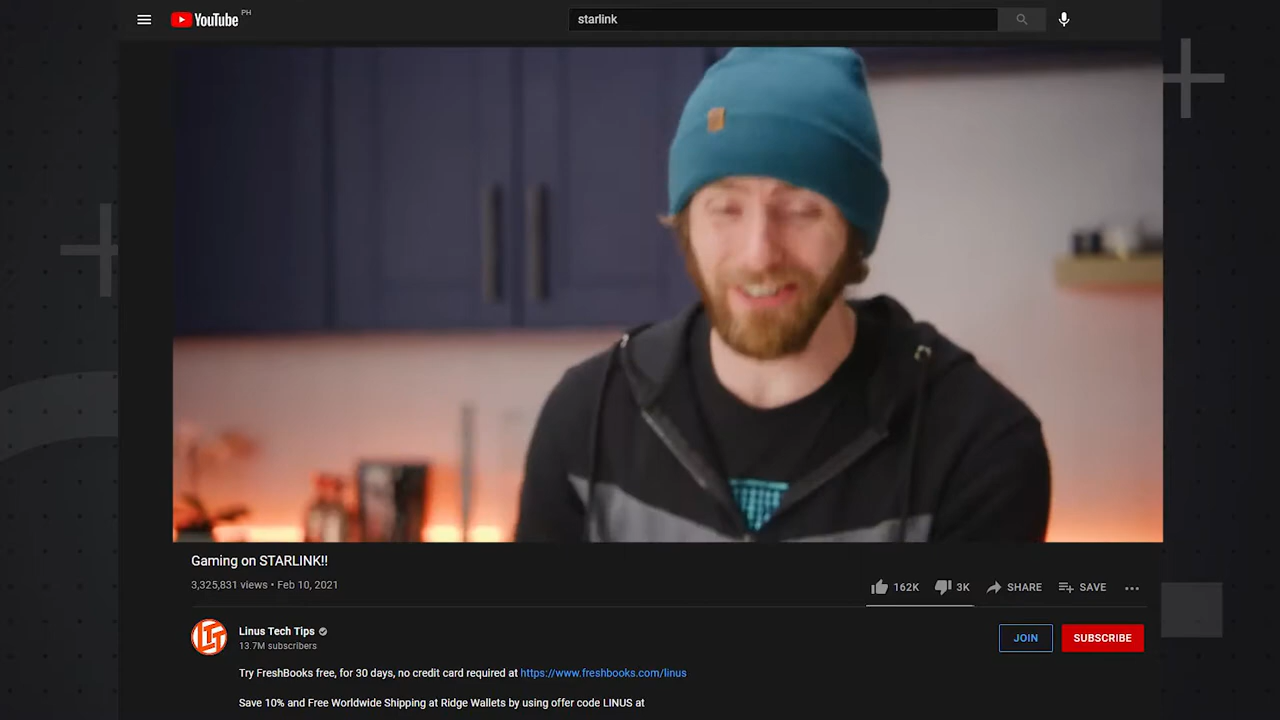 YouTube PH
starlink
Gaming on STARLINK!!
3,325,831 views • Feb 10, 2021
162K 3K SHARE SAVE
LTT
Linus Tech Tips
13.7M subscribers
JOIN SUBSCRIBE
Try FreshBooks free, for 30 days, no credit card required at https://www.freshbooks.com/linus
Save 10% and Free Worldwide Shipping at Ridge Wallets by using offer code LINUS at